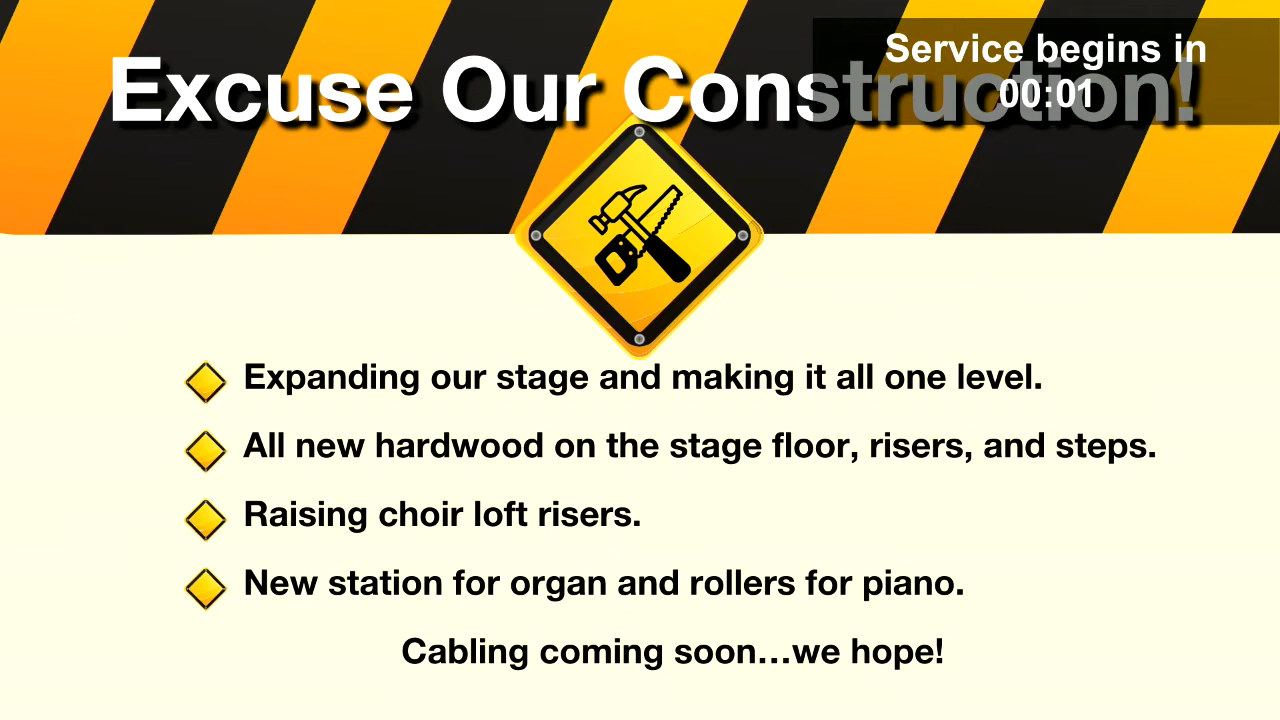 Service begins in
00:01
Excuse Our Construction!
Expanding our stage and making it all one level.
All new hardwood on the stage floor, risers, and steps.
Raising choir loft risers.
New station for organ and rollers for piano.
Cabling coming soon...we hope!